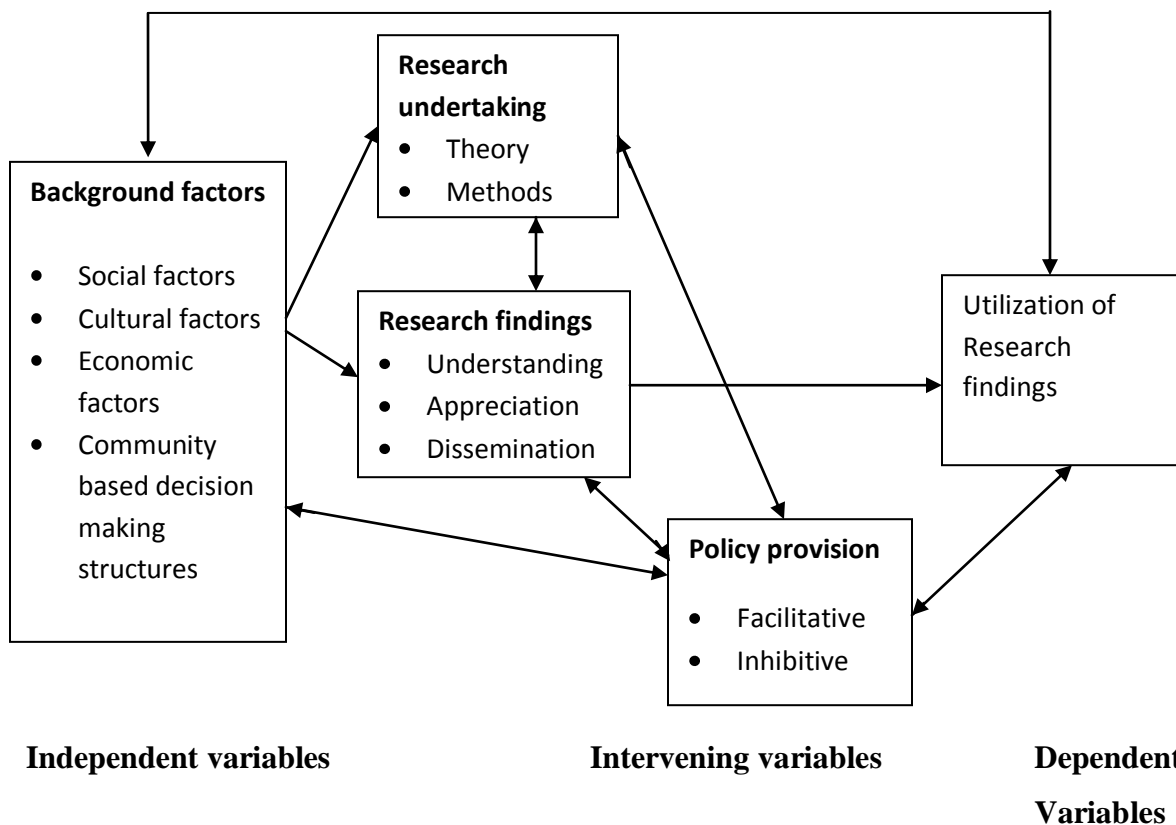 Research
undertaking
• Theory
• Methods
Background factors
• Social factors
• Cultural factors
• Economic
factors
• Community
based decision
making
structures
Research findings
• Understanding
• Appreciation
• Dissemination
Utilization of
Research
findings
Policy provision
• Facilitative
• Inhibitive
Independent variables
Intervening variables
Dependent
Variables